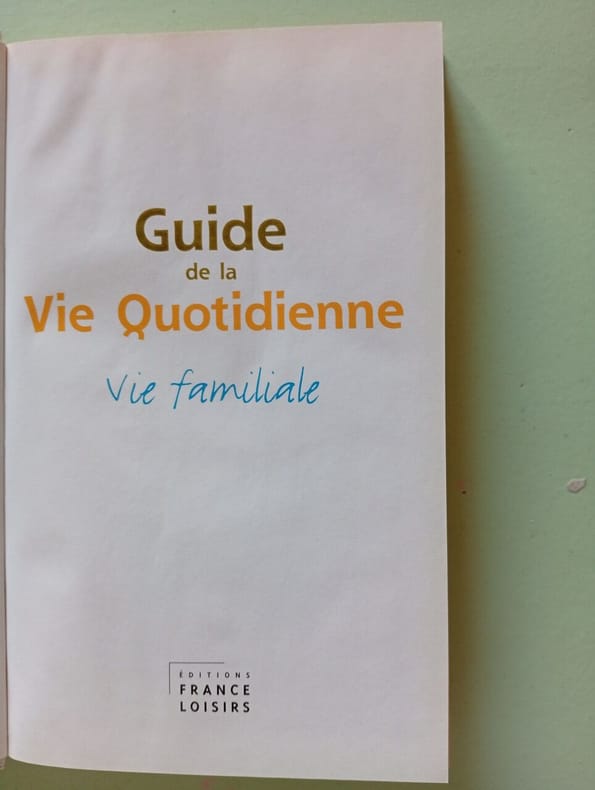 Guide
de la
Vie Quotidienne
Vie familiale
ÉDITIONS
FRANCE
LOISIRS